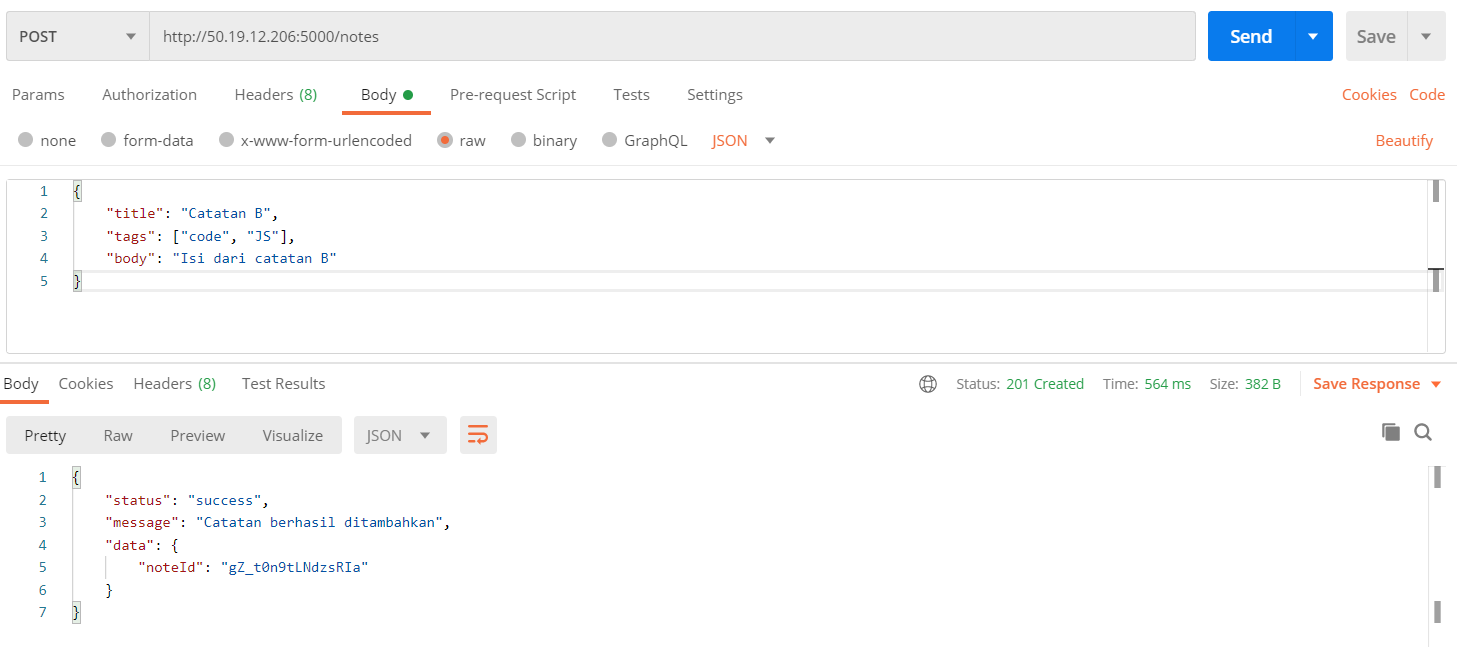 POST http://50.19.12.206:5000/notes Send Save
Params Authorization Headers (8) Body Pre-request Script Tests Settings Cookies Code
none form-data x-www-form-urlencoded raw binary GraphQL JSON Beautify
1 {
2 "title": "Catatan B",
3 "tags": ["code", "JS"],
4 "body": "Isi dari catatan B"
5 }
Body Cookies Headers (8) Test Results Status: 201 Created Time: 564 ms Size: 382 B Save Response
Pretty Raw Preview Visualize JSON
1 {
2 "status": "success",
3 "message": "Catatan berhasil ditambahkan",
4 "data": {
5 "noteId": "gZ_t0n9tLNdzsRIa"
6 }
7 }